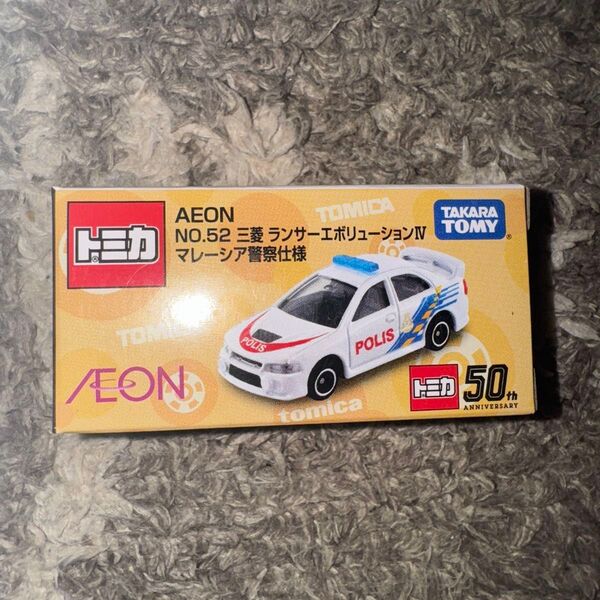 トミカ
AEON
NO.52 三菱 ランサーエボリューションⅣ
マレーシア警察仕様
TOMICA
TAKARA
TOMY
TOMICA
POLIS
POLIS
ÆON
tomica
トミカ
50th
ANNIVERSARY